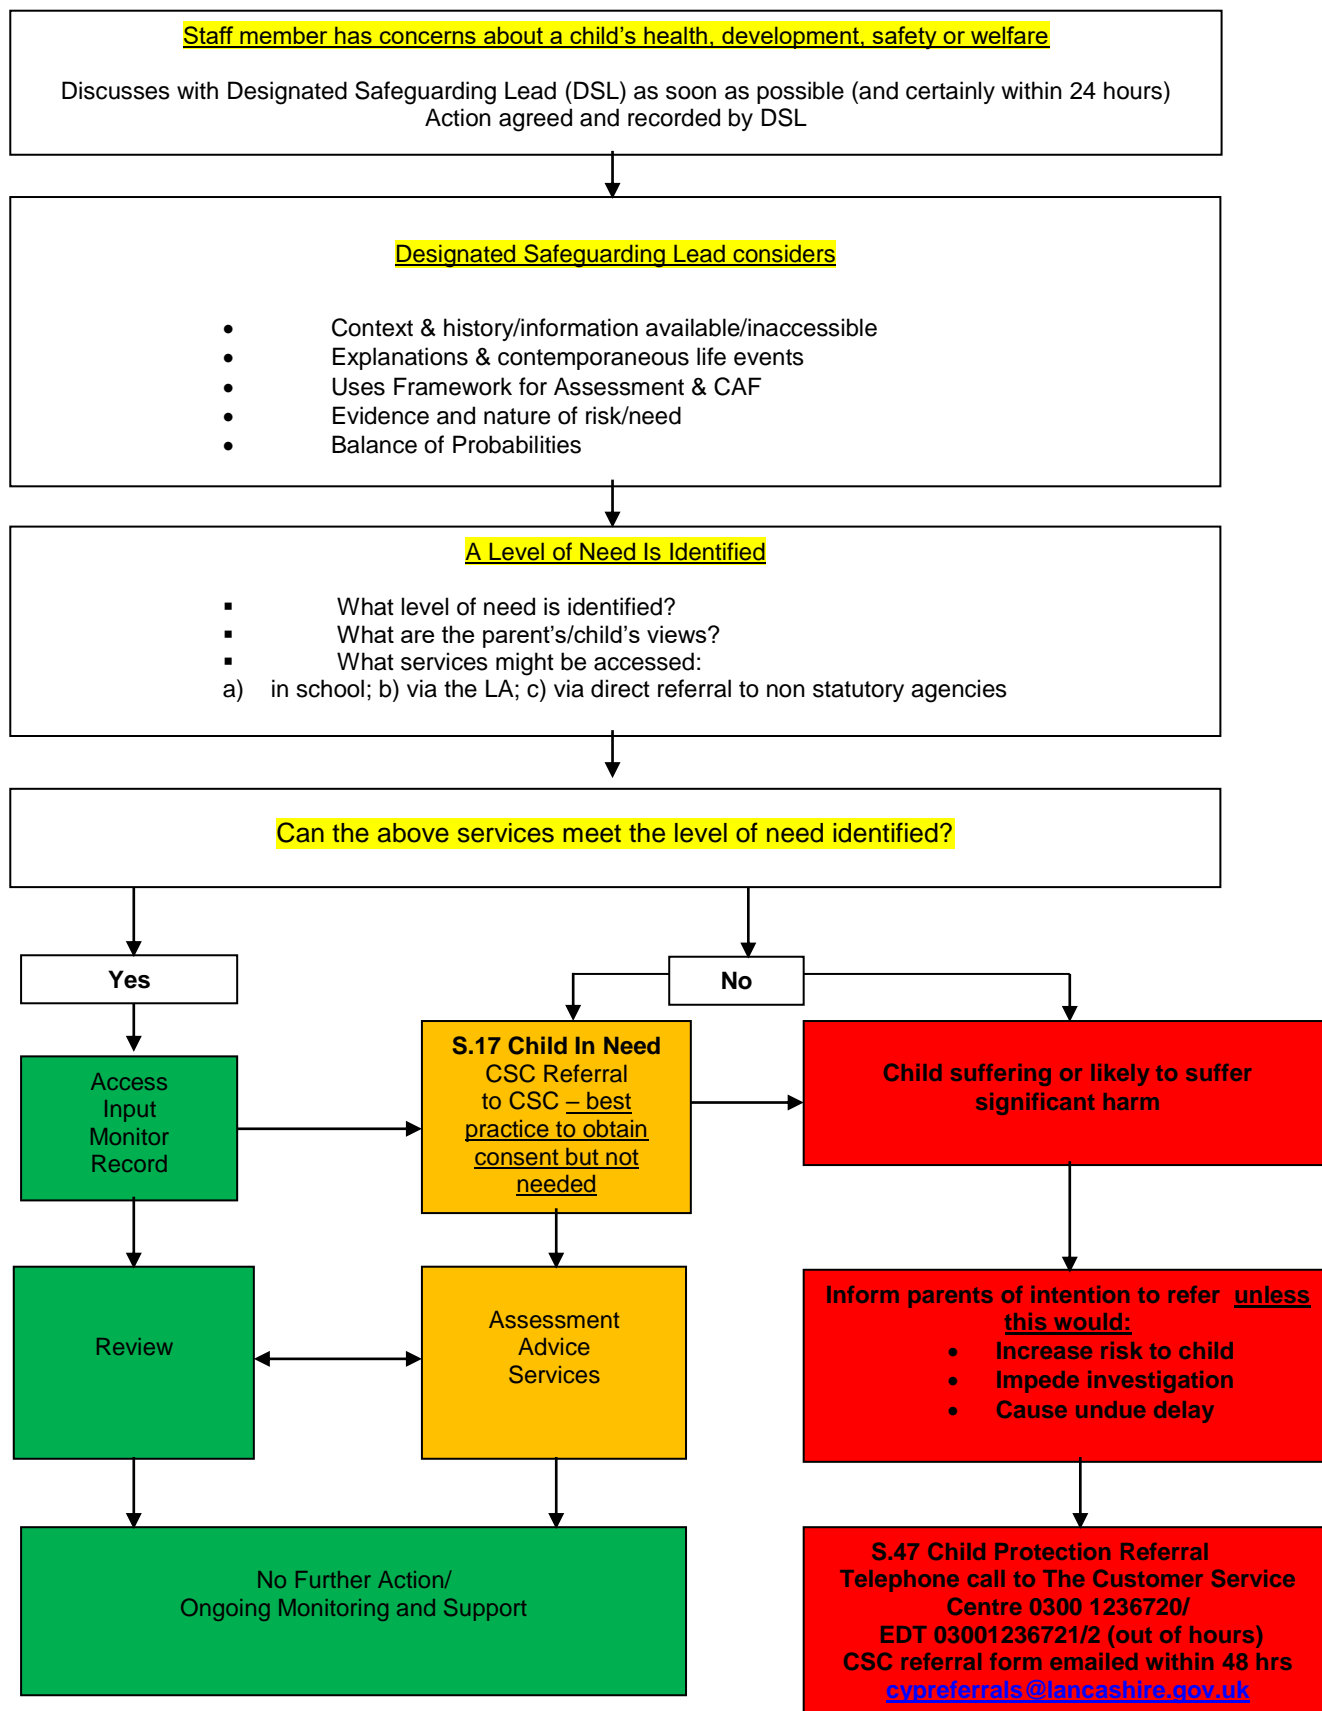 Staff member has concerns about a child’s health, development, safety or welfare
Discusses with Designated Safeguarding Lead (DSL) as soon as possible (and certainly within 24 hours)
Action agreed and recorded by DSL
Designated Safeguarding Lead considers
• Context & history/information available/inaccessible
• Explanations & contemporaneous life events
• Uses Framework for Assessment & CAF
• Evidence and nature of risk/need
• Balance of Probabilities
A Level of Need Is Identified
▪ What level of need is identified?
▪ What are the parent’s/child’s views?
▪ What services might be accessed:
a) in school; b) via the LA; c) via direct referral to non statutory agencies
Can the above services meet the level of need identified?
Yes
No
Access
Input
Monitor
Record
S.17 Child In Need
CSC Referral
to CSC – best
practice to obtain
consent but not
needed
Child suffering or likely to suffer
significant harm
Review
Assessment
Advice
Services
Inform parents of intention to refer unless
this would:
• Increase risk to child
• Impede investigation
• Cause undue delay
No Further Action/
Ongoing Monitoring and Support
S.47 Child Protection Referral
Telephone call to The Customer Service
Centre 0300 1236720/
EDT 03001236721/2 (out of hours)
CSC referral form emailed within 48 hrs
cypreferrals@lancashire.gov.uk